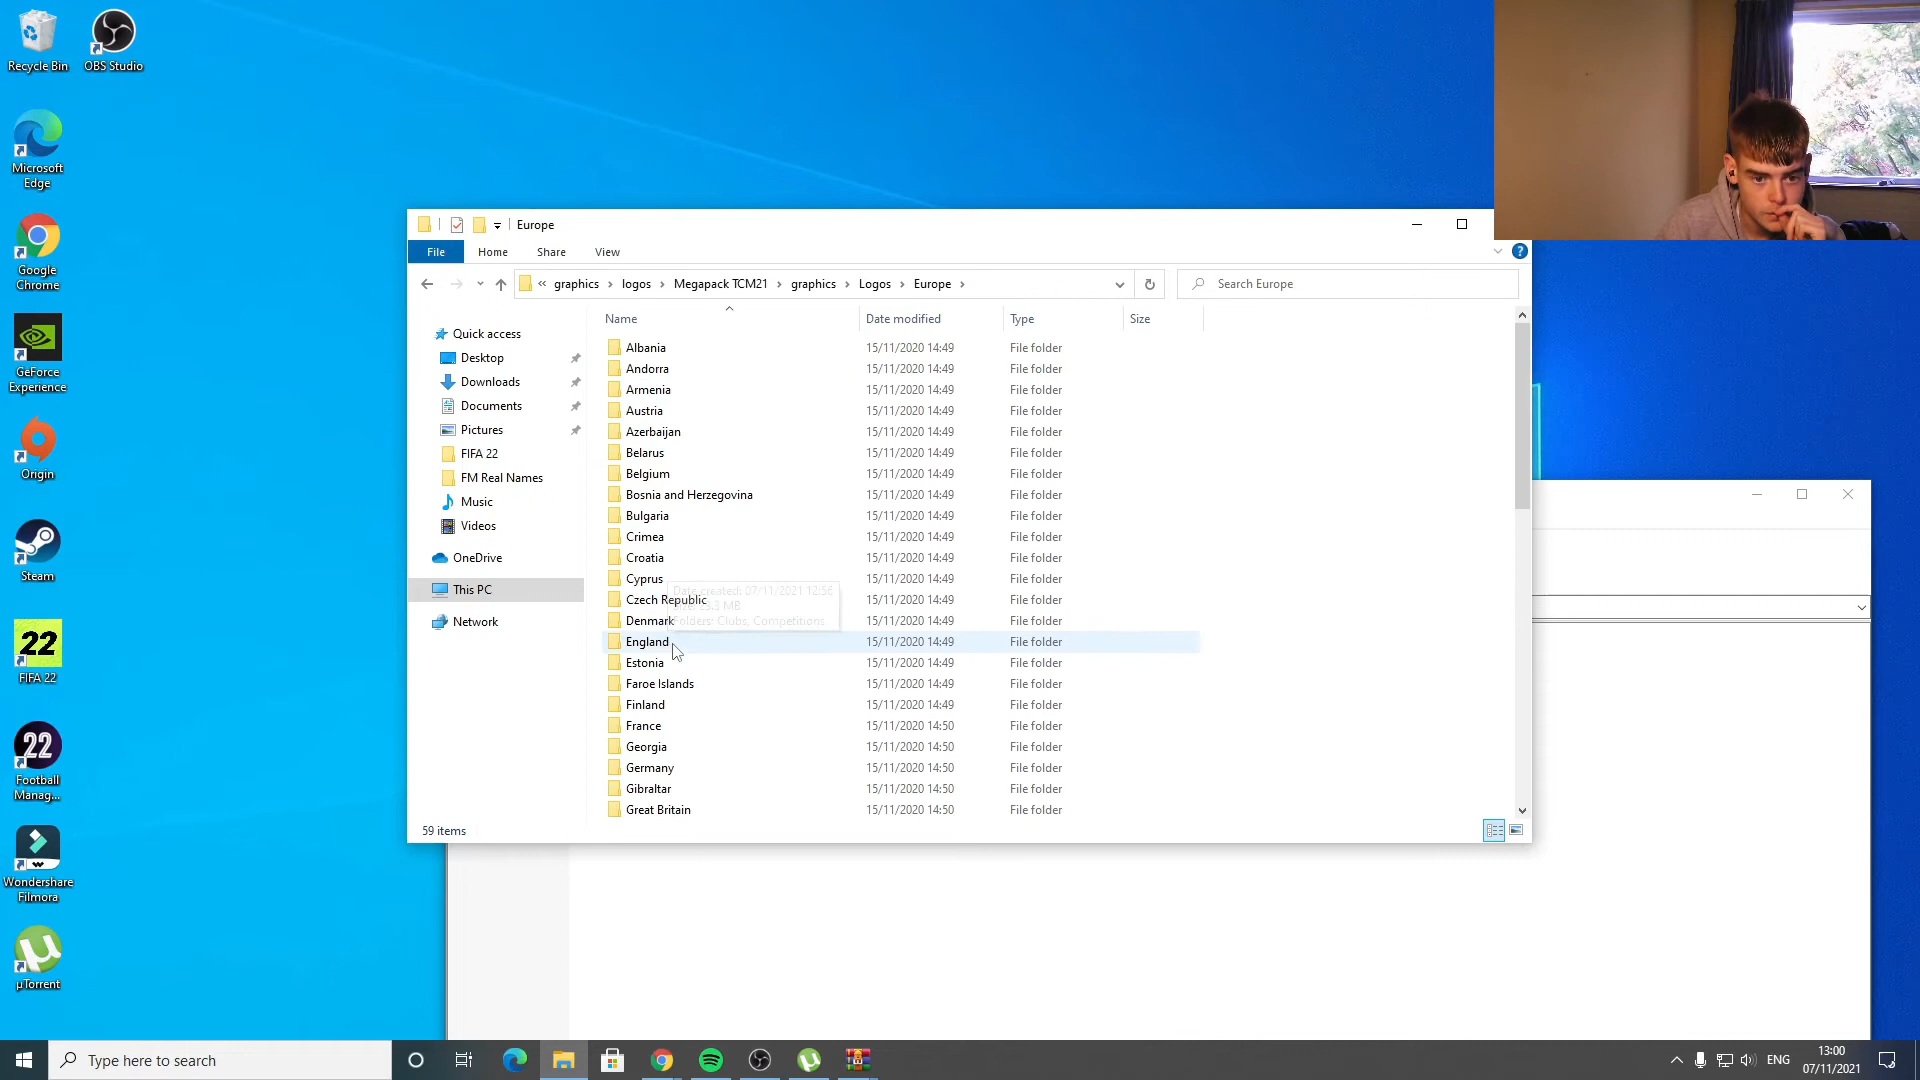 Recycle Bin
OBS Studio
Microsoft
Edge
Google
Chrome
GeForce
Experience
Origin
Steam
22
FIFA 22
22
Football
Manag...
Wondershare
Filmora
µTorrent
Europe
File Home Share View
« graphics › logos › Megapack TCM21 › graphics › Logos › Europe ›
Search Europe
Name Date modified Type Size
Quick access
Desktop
Downloads
Documents
Pictures
FIFA 22
FM Real Names
Music
Videos
OneDrive
This PC
Network
Albania 15/11/2020 14:49 File folder
Andorra 15/11/2020 14:49 File folder
Armenia 15/11/2020 14:49 File folder
Austria 15/11/2020 14:49 File folder
Azerbaijan 15/11/2020 14:49 File folder
Belarus 15/11/2020 14:49 File folder
Belgium 15/11/2020 14:49 File folder
Bosnia and Herzegovina 15/11/2020 14:49 File folder
Bulgaria 15/11/2020 14:49 File folder
Crimea 15/11/2020 14:49 File folder
Croatia 15/11/2020 14:49 File folder
Cyprus 15/11/2020 14:49 File folder
Czech Republic 15/11/2020 14:49 File folder
Denmark 15/11/2020 14:49 File folder
England 15/11/2020 14:49 File folder
Estonia 15/11/2020 14:49 File folder
Faroe Islands 15/11/2020 14:49 File folder
Finland 15/11/2020 14:49 File folder
France 15/11/2020 14:50 File folder
Georgia 15/11/2020 14:50 File folder
Germany 15/11/2020 14:50 File folder
Gibraltar 15/11/2020 14:50 File folder
Great Britain 15/11/2020 14:50 File folder
Date created: 07/11/2021 12:56
MB
Folders: Clubs, Competitions
59 items
Type here to search
ENG
13:00
07/11/2021